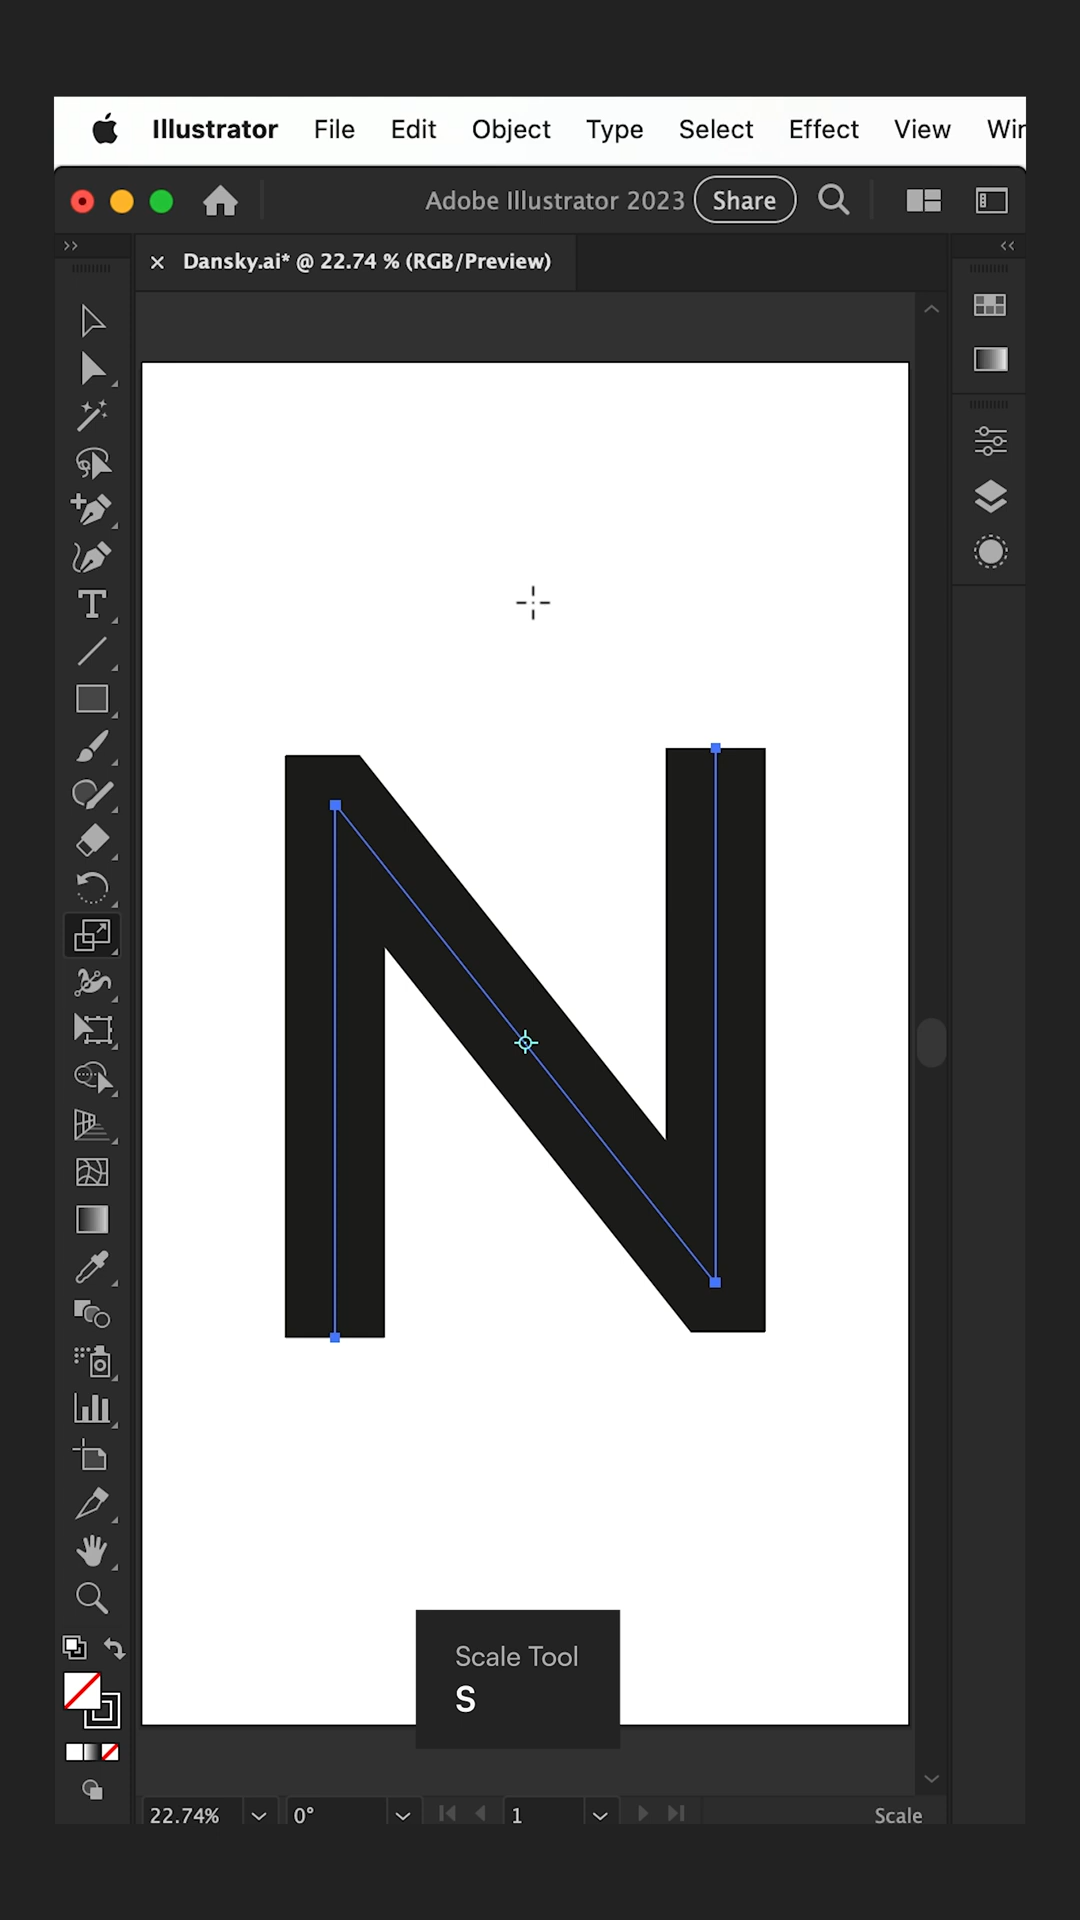 Illustrator File Edit Object Type Select Effect View
Adobe Illustrator 2023 Share
Dansky.ai* @ 22.74 % (RGB/Preview)
N
Scale Tool
S
22.74% 0° 1 Scale